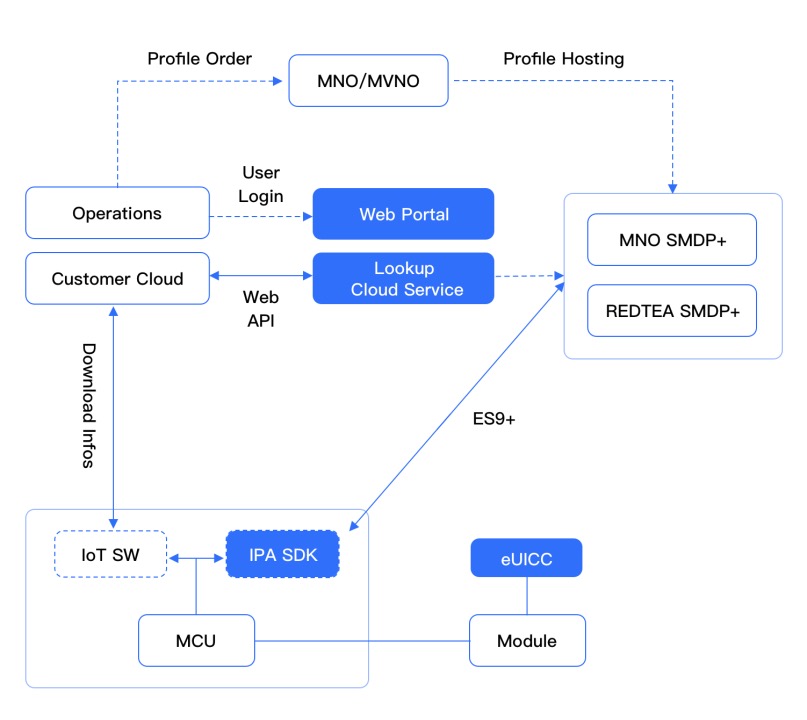 Profile Order
Profile Hosting
MNO/MVNO
User
Login
Operations
Web Portal
MNO SMDP+
Customer Cloud
Lookup
Cloud Service
Web
API
REDTEA SMDP+
Download Infos
ES9+
IoT SW
IPA SDK
eUICC
MCU
Module